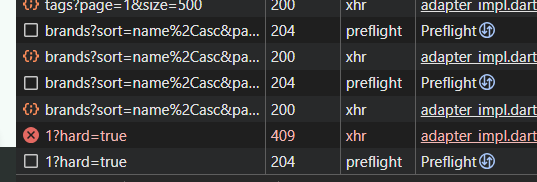 tags?page=1&size=500 200 xhr adapter_impl.dart
brands?sort=name%2Casc&pa... 204 preflight Preflight
brands?sort=name%2Casc&pa... 200 xhr adapter_impl.dart
brands?sort=name%2Casc&pa... 204 preflight Preflight
brands?sort=name%2Casc&pa... 200 xhr adapter_impl.dart
1?hard=true 409 xhr adapter_impl.dart
1?hard=true 204 preflight Preflight